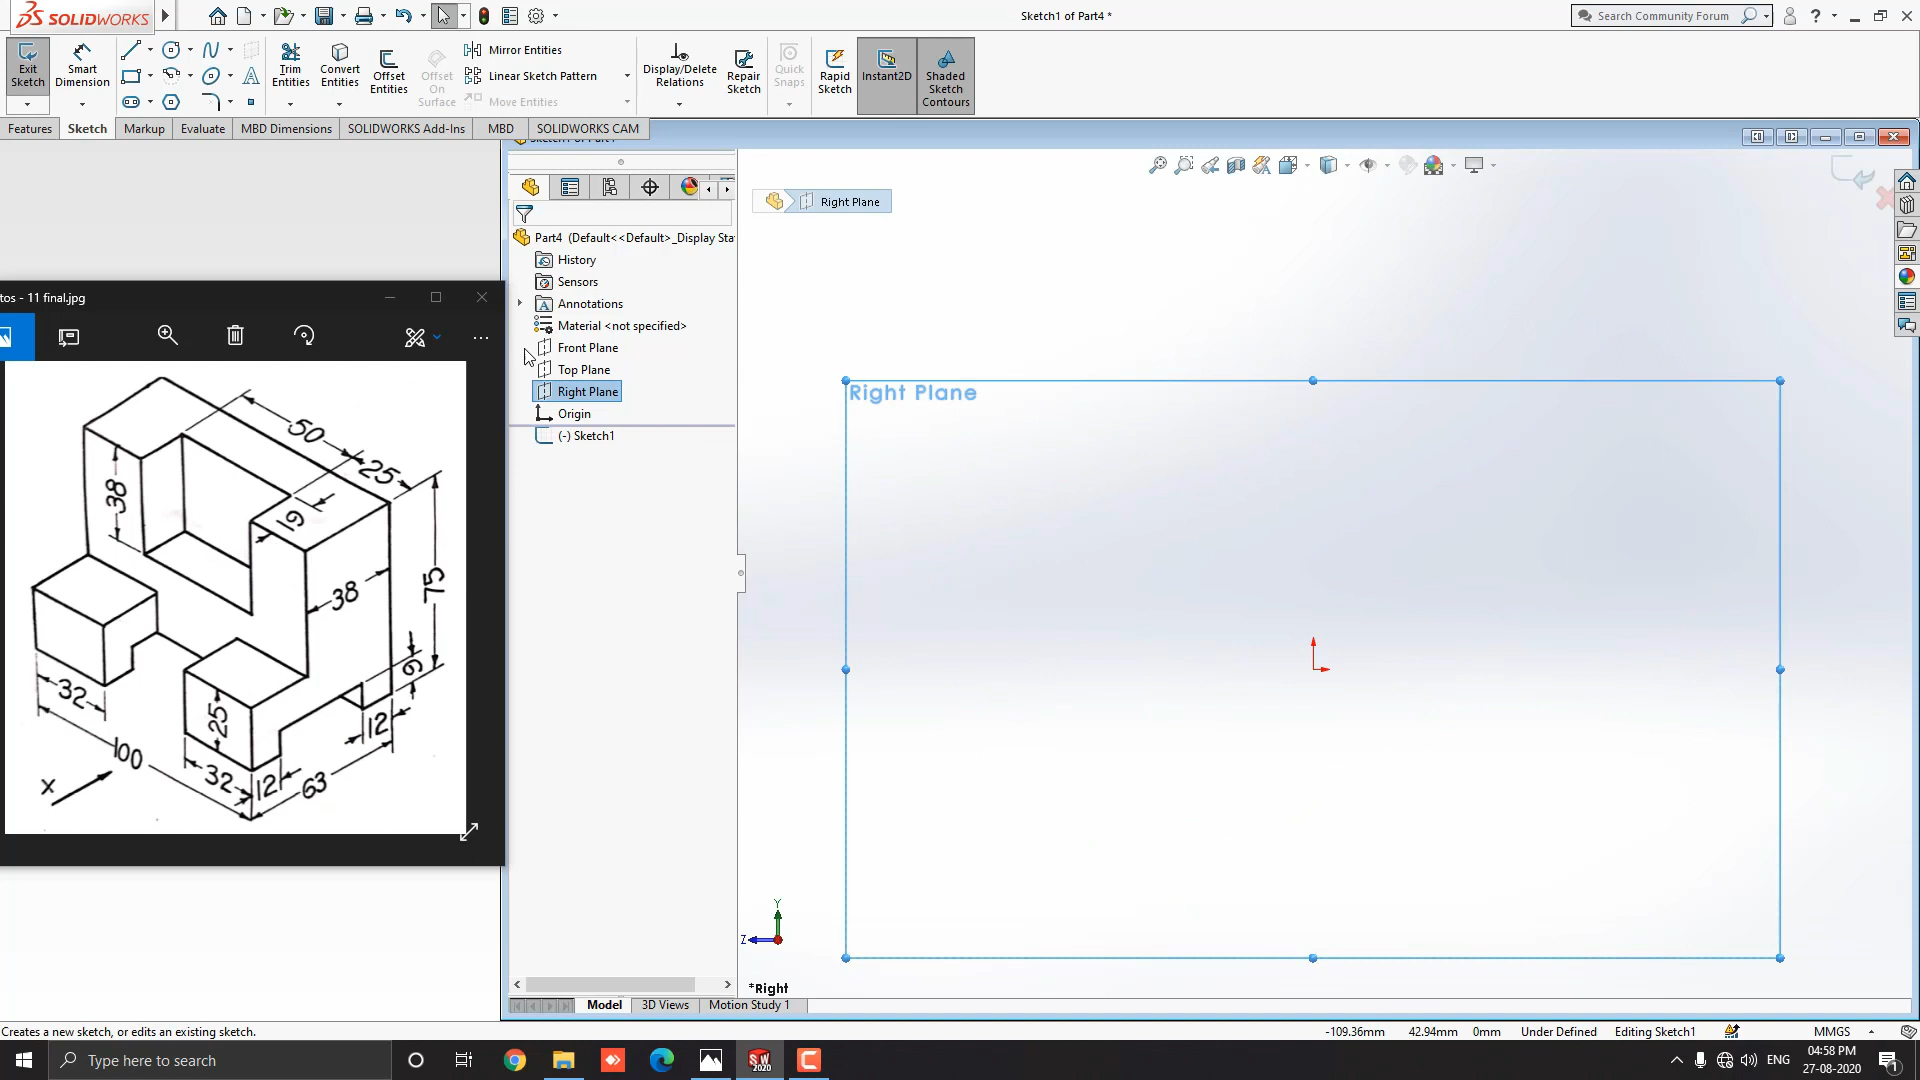 SOLIDWORKS
Sketch1 of Part4 *
Search Community Forum
Exit Sketch
Smart Dimension
Trim Entities
Convert Entities
Offset Entities
Offset On Surface
Mirror Entities
Linear Sketch Pattern
Move Entities
Display/Delete Relations
Repair Sketch
Quick Snaps
Rapid Sketch
Instant2D
Shaded Sketch Contours
Features Sketch Markup Evaluate MBD Dimensions SOLIDWORKS Add-Ins MBD SOLIDWORKS CAM
Right Plane
Part4 (Default<<Default>_Display Sta
History
Sensors
Annotations
Material <not specified>
Front Plane
Top Plane
Right Plane
Origin
(-) Sketch1
tos - 11 final.jpg
50
25
38
19
38
75
9
32
25
12
100
32
12
63
X
Right Plane
Y
Z
*Right
Model 3D Views Motion Study 1
Creates a new sketch, or edits an existing sketch.
-109.36mm 42.94mm 0mm Under Defined Editing Sketch1 MMGS
Type here to search
SW 2020
ENG
04:58 PM
27-08-2020
1